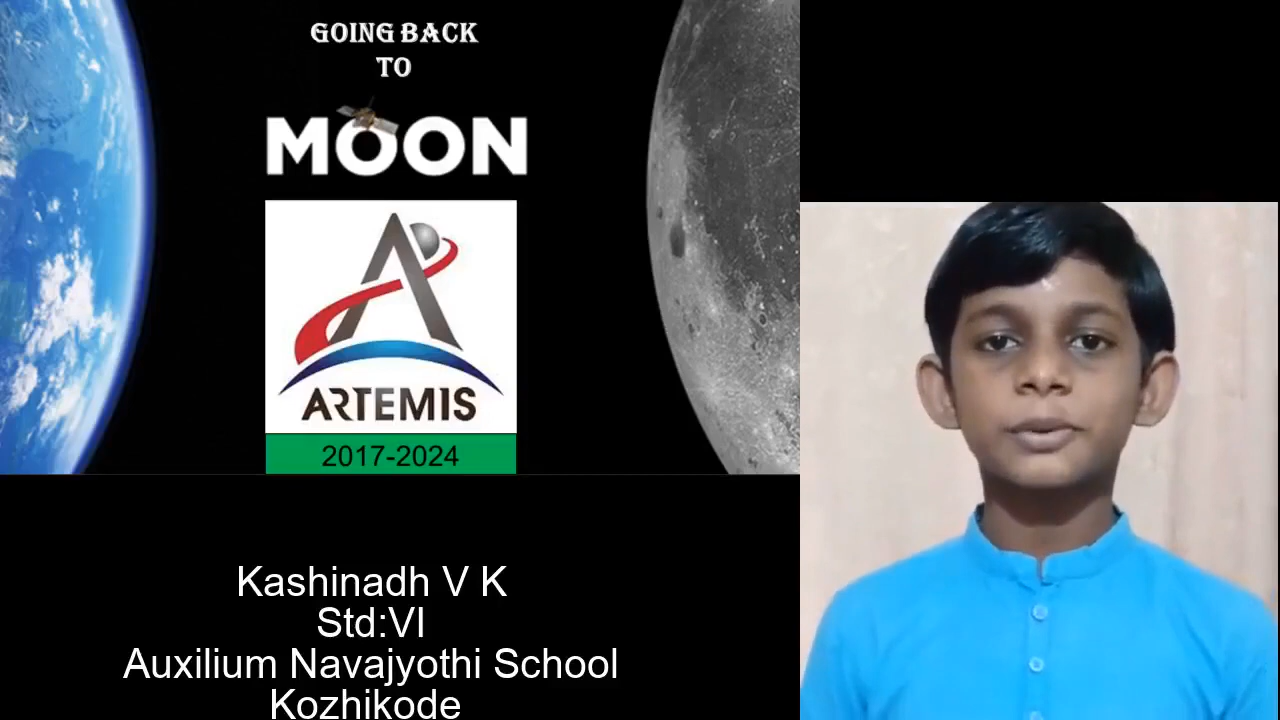 GOING BACK
TO
MOON
ARTEMIS
2017-2024
Kashinadh V K
Std:VI
Auxilium Navajyothi School
Kozhikode